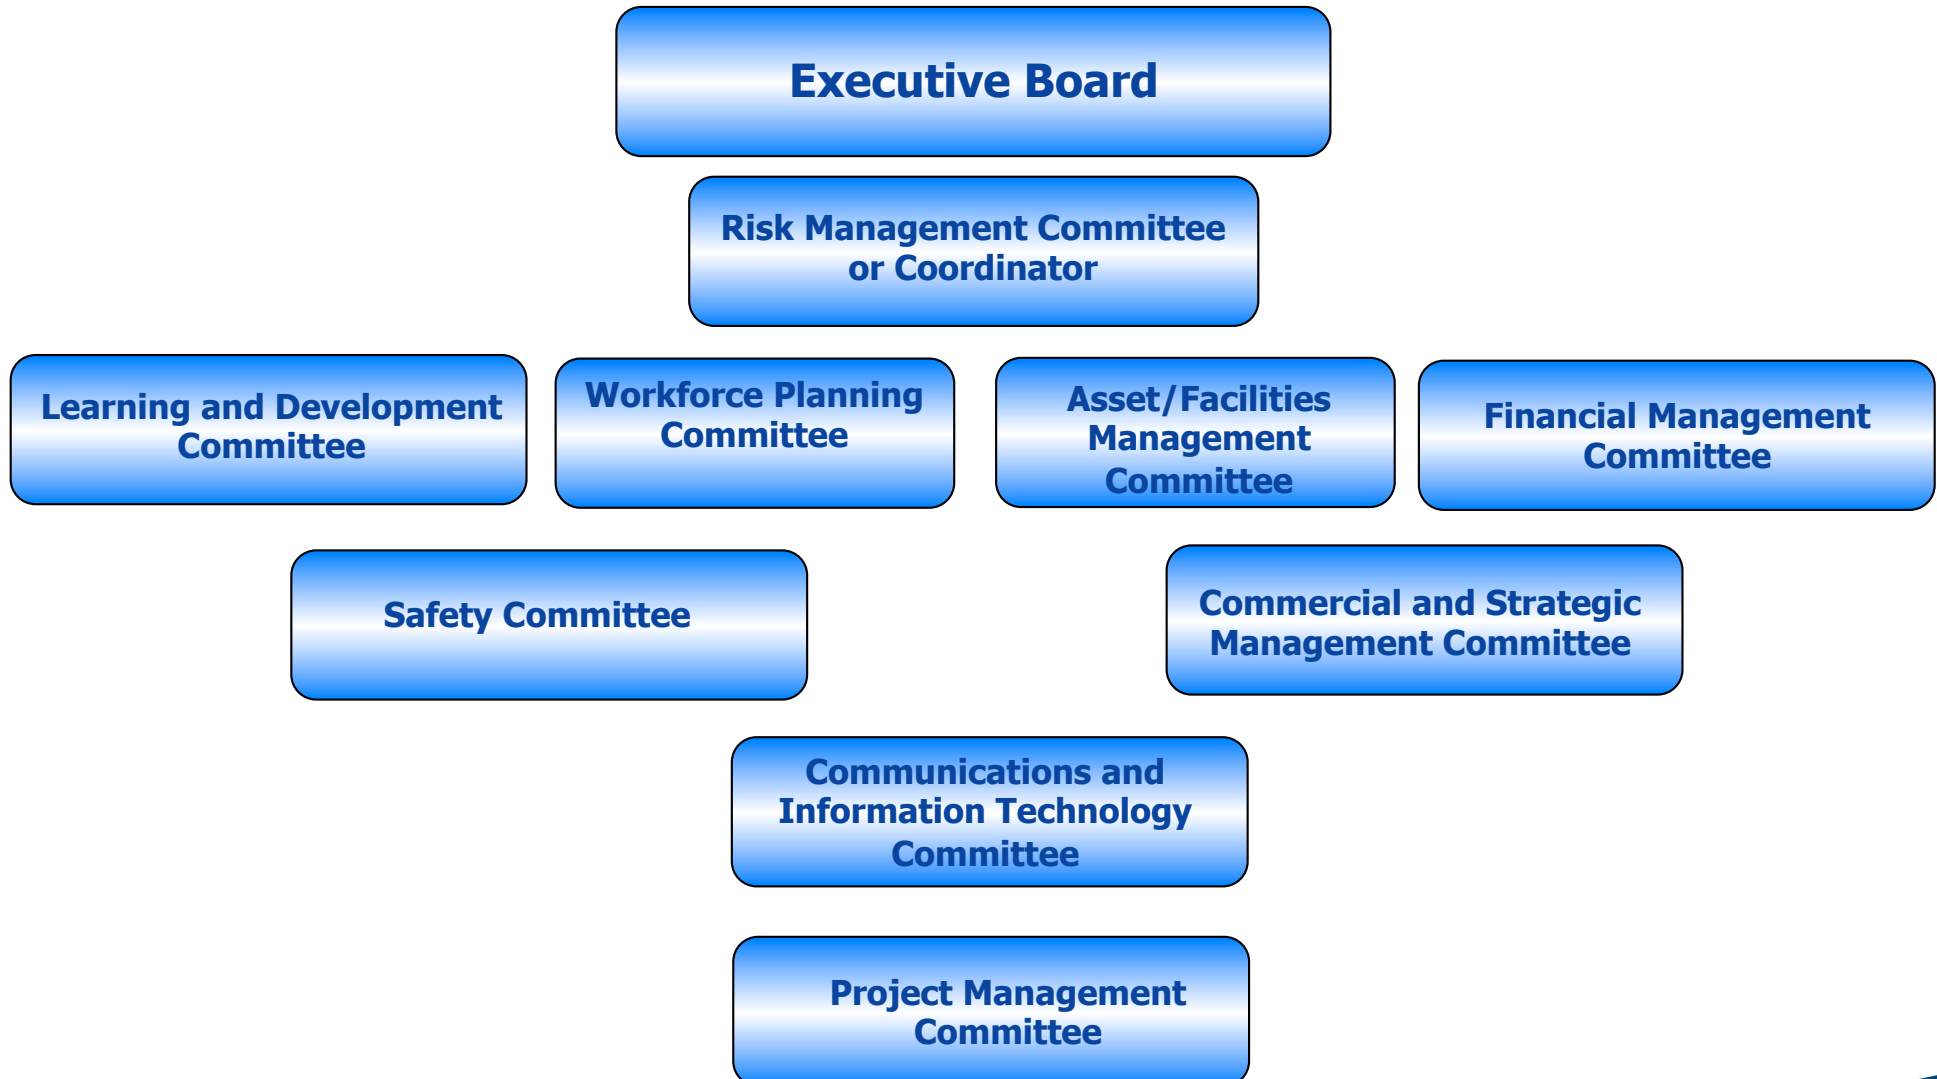 Executive Board
Risk Management Committee
or Coordinator
Learning and Development
Committee
Workforce Planning
Committee
Asset/Facilities
Management
Committee
Financial Management
Committee
Safety Committee
Commercial and Strategic
Management Committee
Communications and
Information Technology
Committee
Project Management
Committee